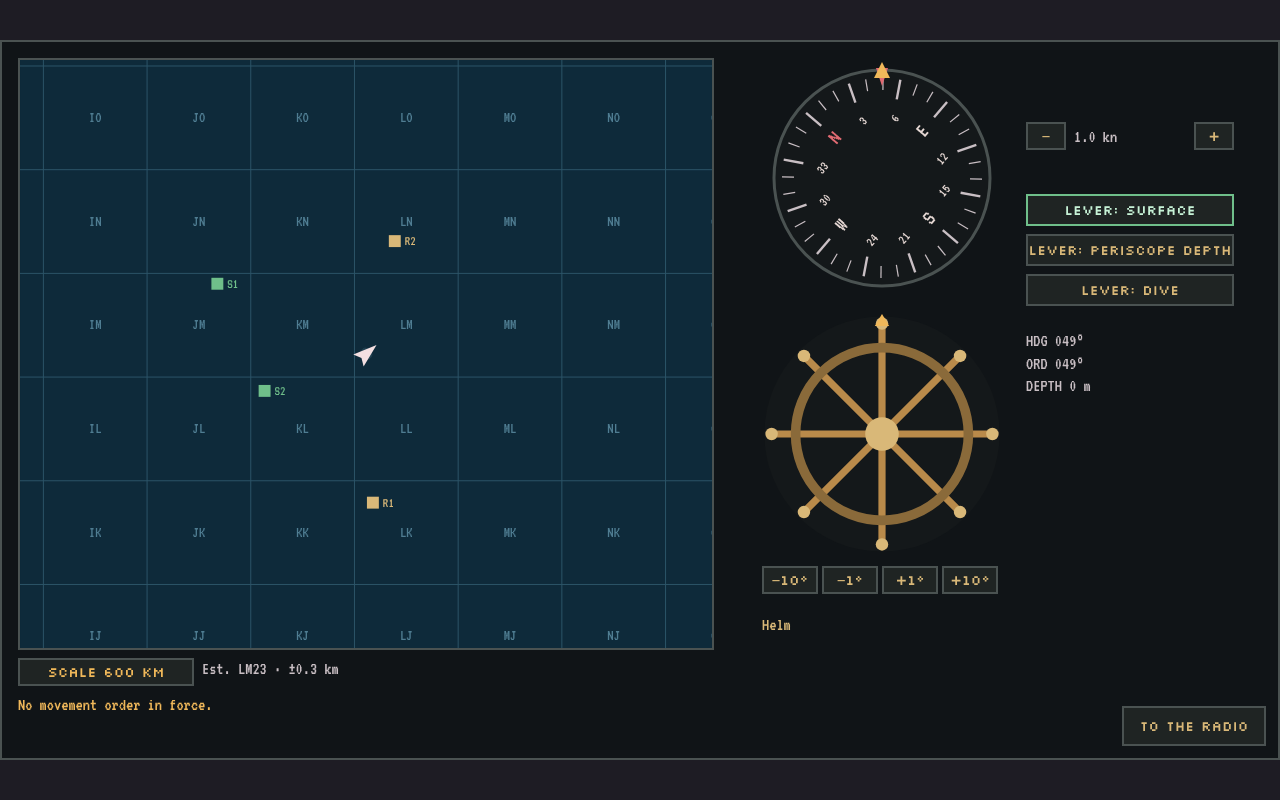 IO JO KO LO MO NO
IN JN KN LN MN NN
R2
S1
IM JM KM LM MM NM
S2
IL JL KL LL ML NL
R1
IK JK KK LK MK NK
IJ JJ KJ LJ MJ NJ
SCALE 600 KM
Est. LM23 · ±0.3 km
No movement order in force.
N 3 6 E 12 15 S 21 24 W 30 33
−10° −1° +1° +10°
Helm
− 1.0 kn +
LEVER: SURFACE
LEVER: PERISCOPE DEPTH
LEVER: DIVE
HDG 049°
ORD 049°
DEPTH 0 m
TO THE RADIO